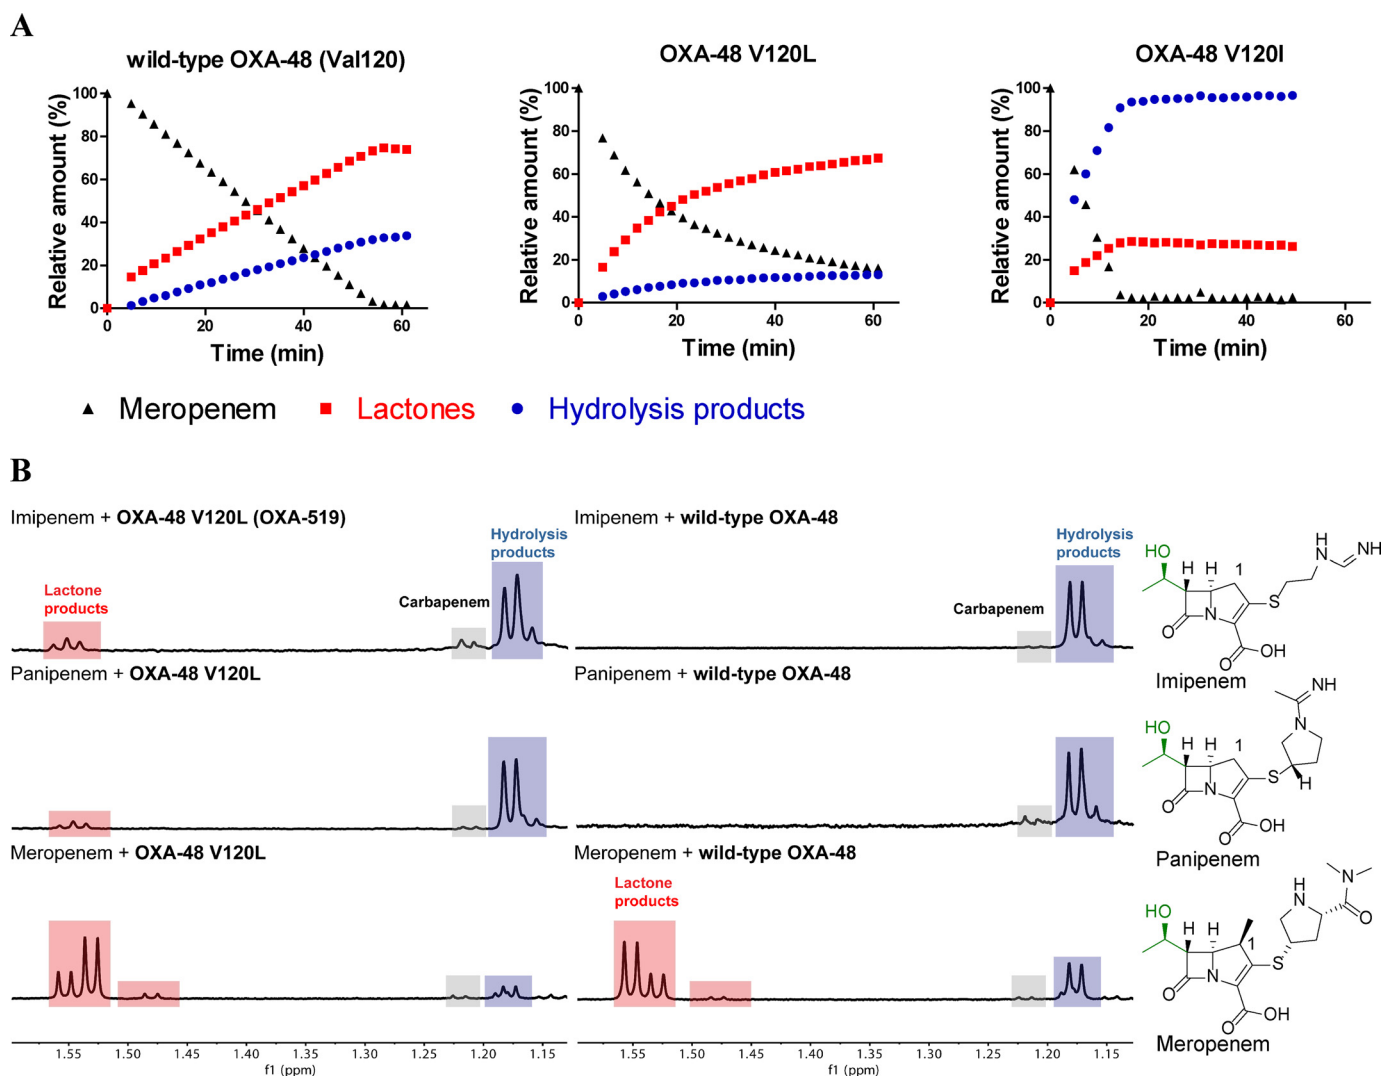 A
wild-type OXA-48 (Val120)
OXA-48 V120L
OXA-48 V120I
Relative amount (%)
100
80
60
40
20
0
0 20 40 60
Time (min)
Relative amount (%)
100
80
60
40
20
0
0 20 40 60
Time (min)
Relative amount (%)
100
80
60
40
20
0
0 20 40 60
Time (min)
Meropenem Lactones Hydrolysis products
B
Imipenem + OXA-48 V120L (OXA-519)
Lactone
products
Carbapenem
Hydrolysis
products
Imipenem + wild-type OXA-48
Carbapenem
Hydrolysis
products
HO
H H 1
H
N
NH
S
N
O
O
OH
Imipenem
Panipenem + OXA-48 V120L
Panipenem + wild-type OXA-48
NH
N
HO
H H 1
S
H
N
O
O
OH
Panipenem
Meropenem + OXA-48 V120L
Meropenem + wild-type OXA-48
Lactone
products
N
H
N
O
HO
H H
1
S
N
O
O
OH
Meropenem
1.55 1.50 1.45 1.40 1.35 1.30 1.25 1.20 1.15
f1 (ppm)
1.55 1.50 1.45 1.40 1.35 1.30 1.25 1.20 1.15
f1 (ppm)